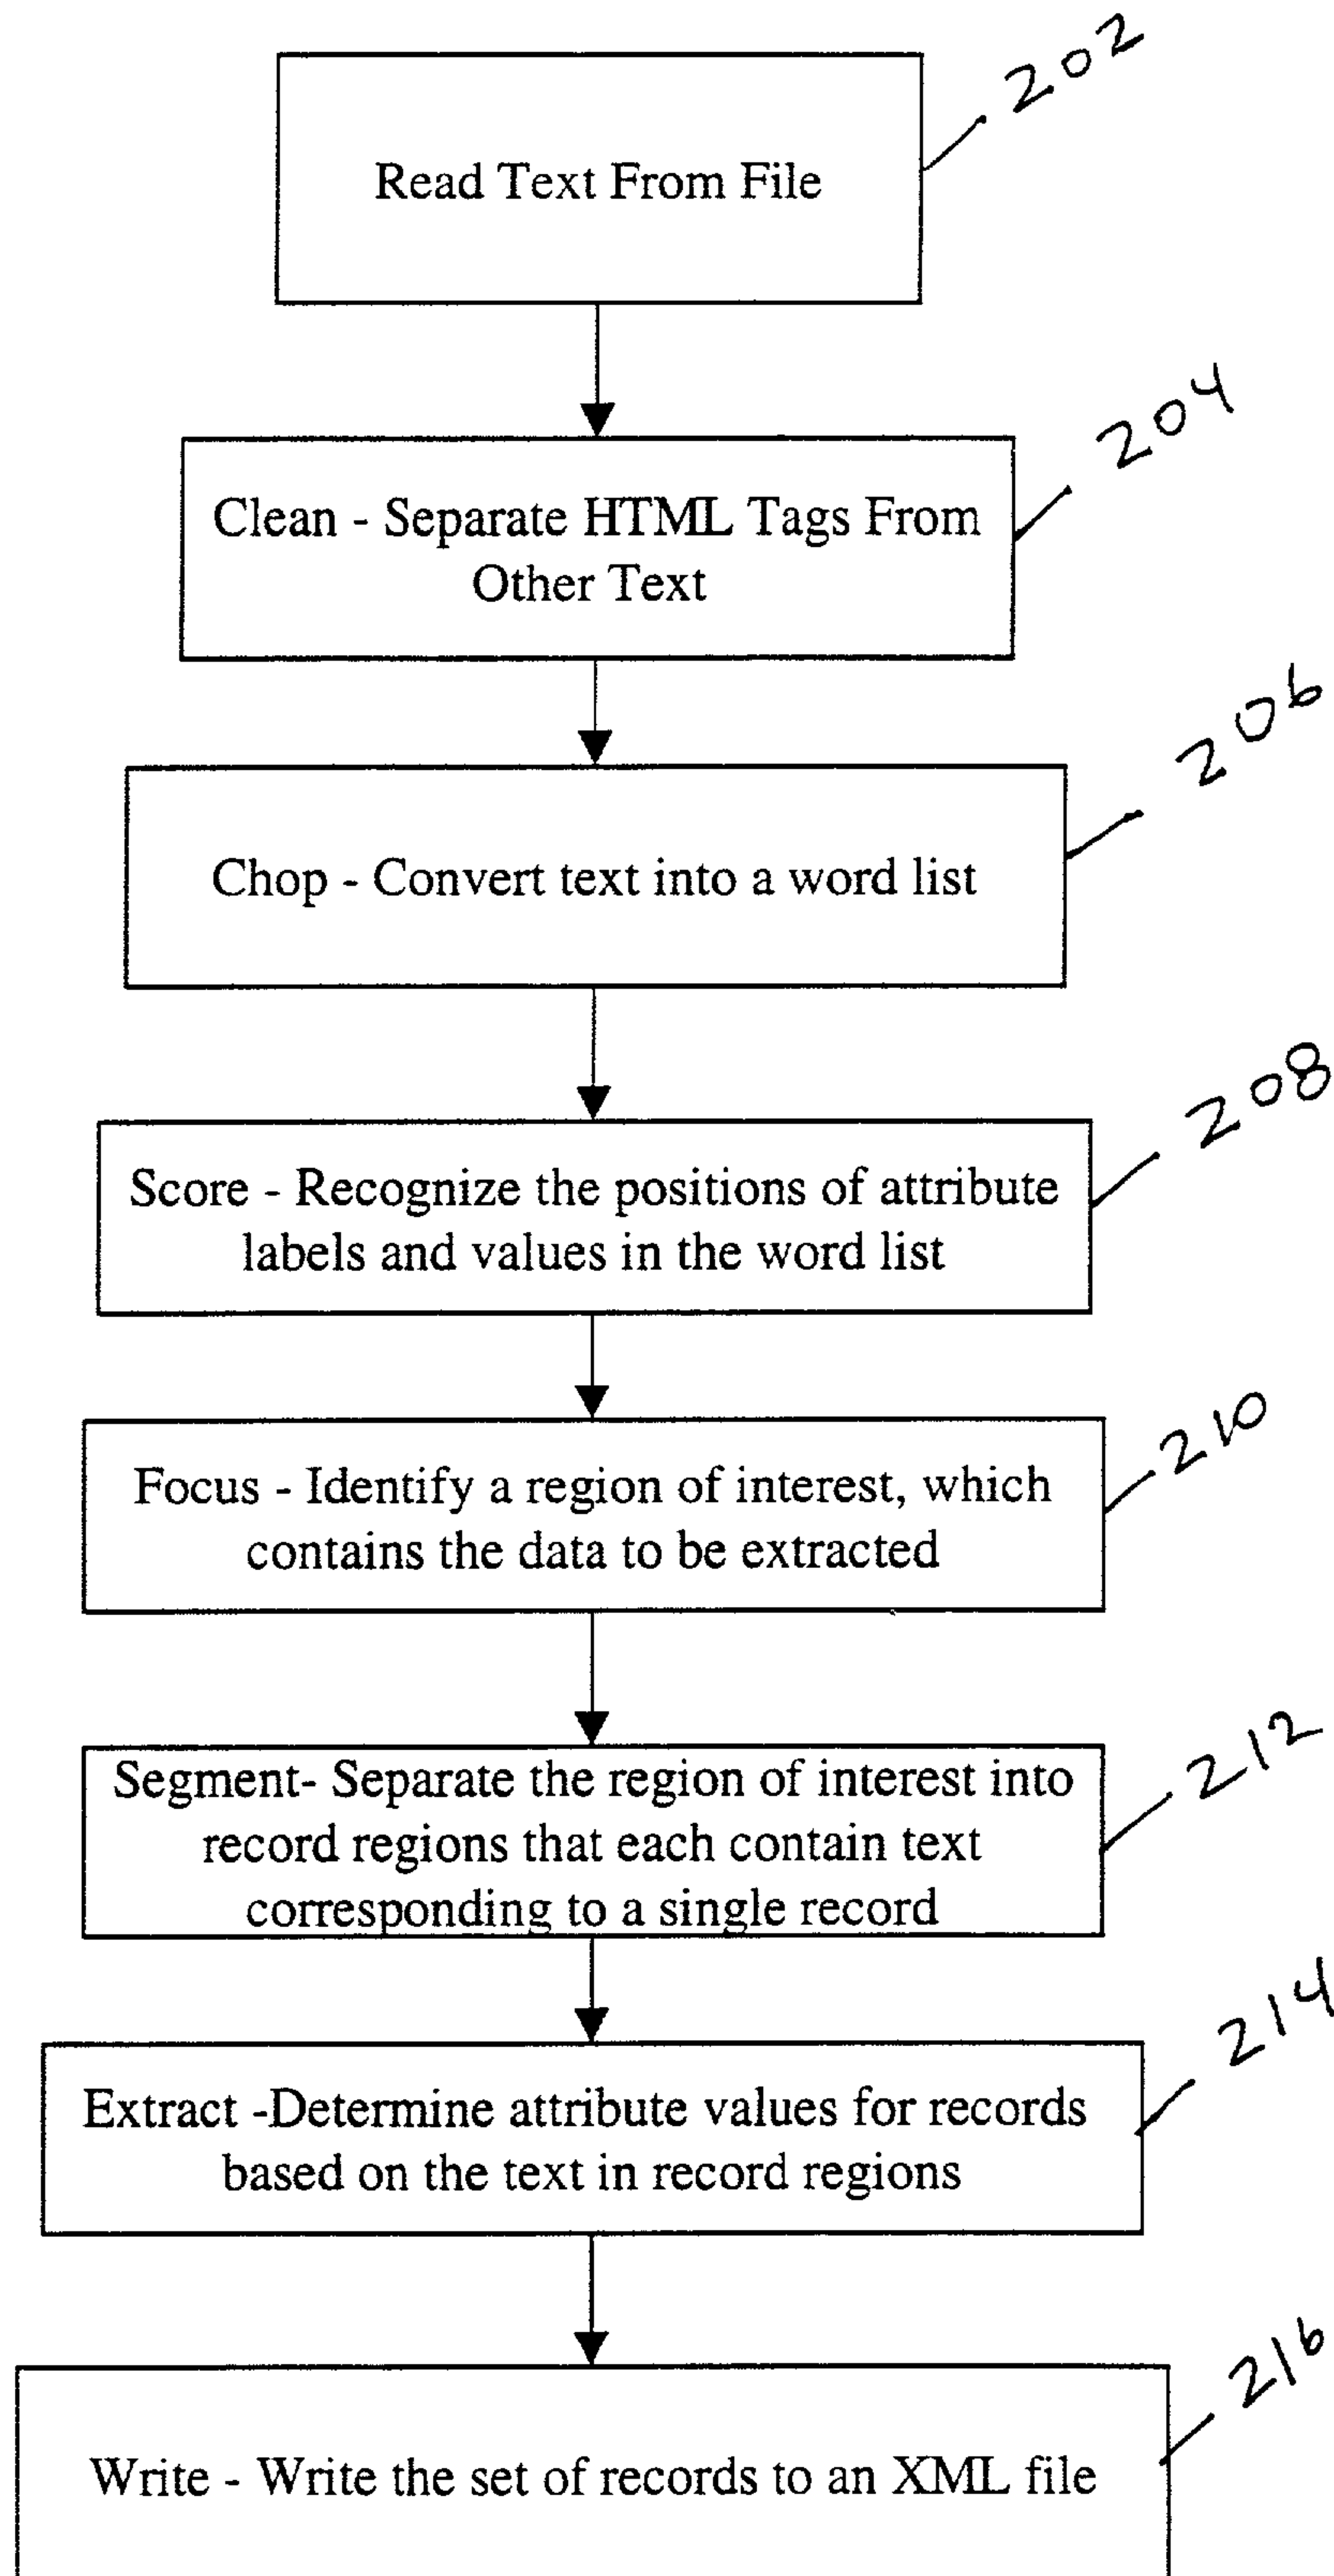 202
Read Text From File
204
Clean - Separate HTML Tags From
Other Text
206
Chop - Convert text into a word list
208
Score - Recognize the positions of attribute
labels and values in the word list
210
Focus - Identify a region of interest, which
contains the data to be extracted
212
Segment- Separate the region of interest into
record regions that each contain text
corresponding to a single record
214
Extract -Determine attribute values for records
based on the text in record regions
216
Write - Write the set of records to an XML file